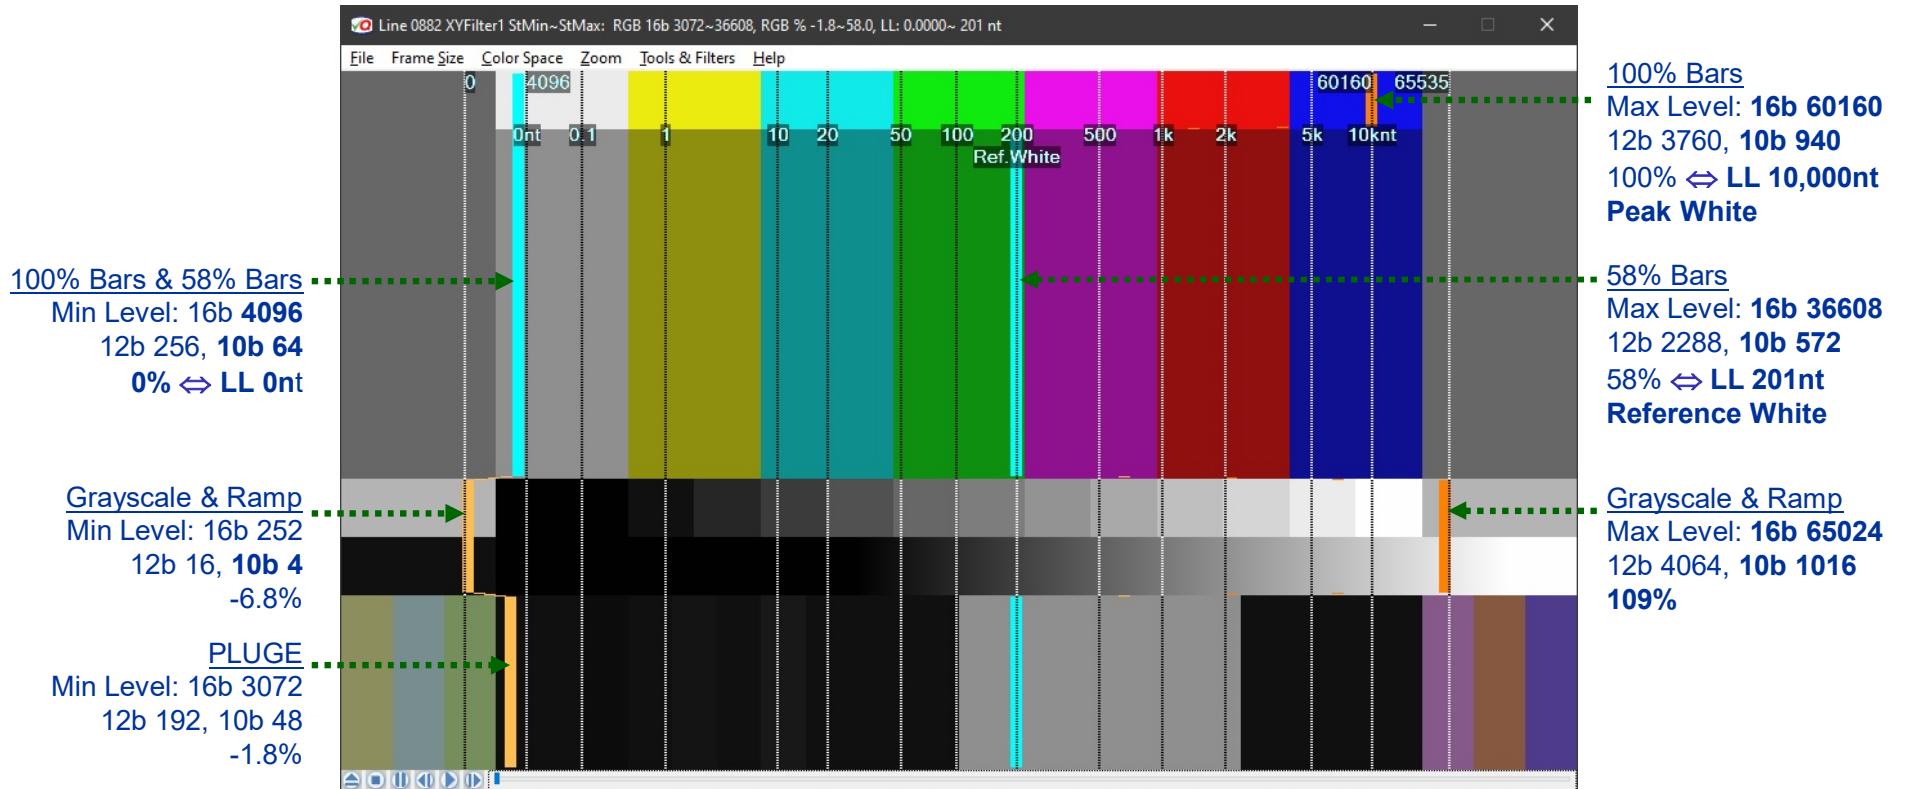 Line 0882 XYFilter1 StMin~StMax: RGB 16b 3072~36608, RGB % -1.8~58.0, LL: 0.0000~ 201 nt
File Frame Size Color Space Zoom Tools & Filters Help
0 4096 60160 65535
0nt 0.1 1 10 20 50 100 200 500 1k 2k 5k 10knt
Ref.White
100% Bars & 58% Bars
Min Level: 16b 4096
12b 256, 10b 64
0% ⇔ LL 0nt
Grayscale & Ramp
Min Level: 16b 252
12b 16, 10b 4
-6.8%
PLUGE
Min Level: 16b 3072
12b 192, 10b 48
-1.8%
100% Bars
Max Level: 16b 60160
12b 3760, 10b 940
100% ⇔ LL 10,000nt
Peak White
58% Bars
Max Level: 16b 36608
12b 2288, 10b 572
58% ⇔ LL 201nt
Reference White
Grayscale & Ramp
Max Level: 16b 65024
12b 4064, 10b 1016
109%